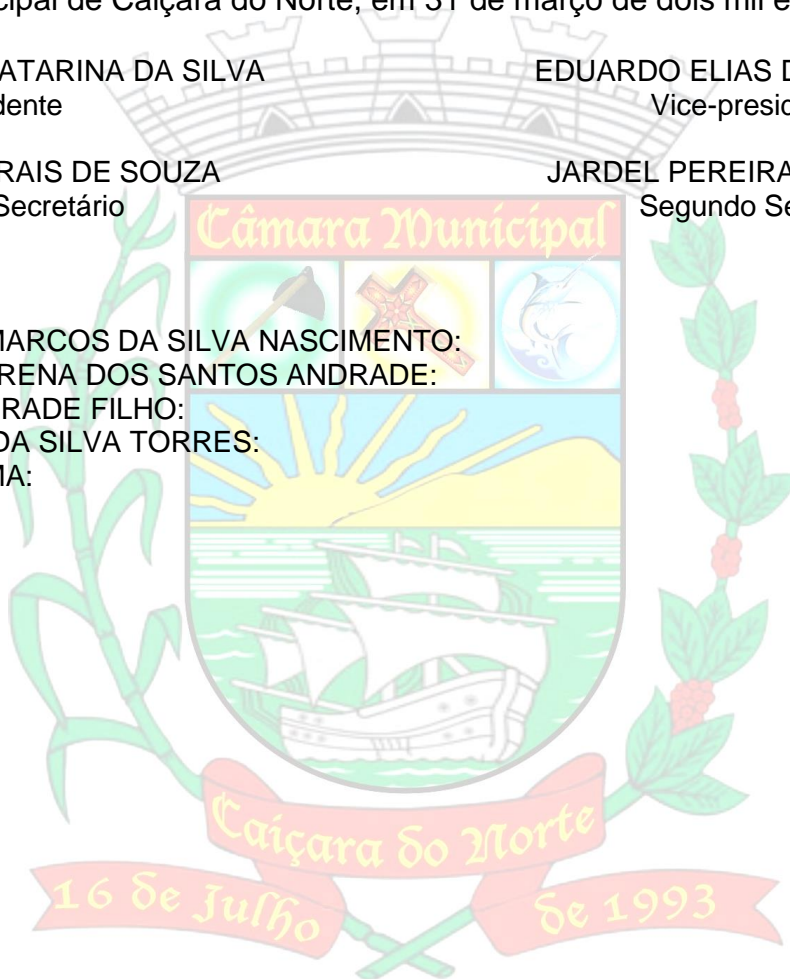 cipal de Caiçara do Norte, em 31 de março de dois mil e
ATARINA DA SILVA EDUARDO ELIAS D
dente Vice-presid
RAIS DE SOUZA JARDEL PEREIRA
Secretário Segundo Se
Câmara Municipal
MARCOS DA SILVA NASCIMENTO:
RENA DOS SANTOS ANDRADE:
RADE FILHO:
DA SILVA TORRES:
MA:
Caiçara do Norte
16 de Julho de 1993